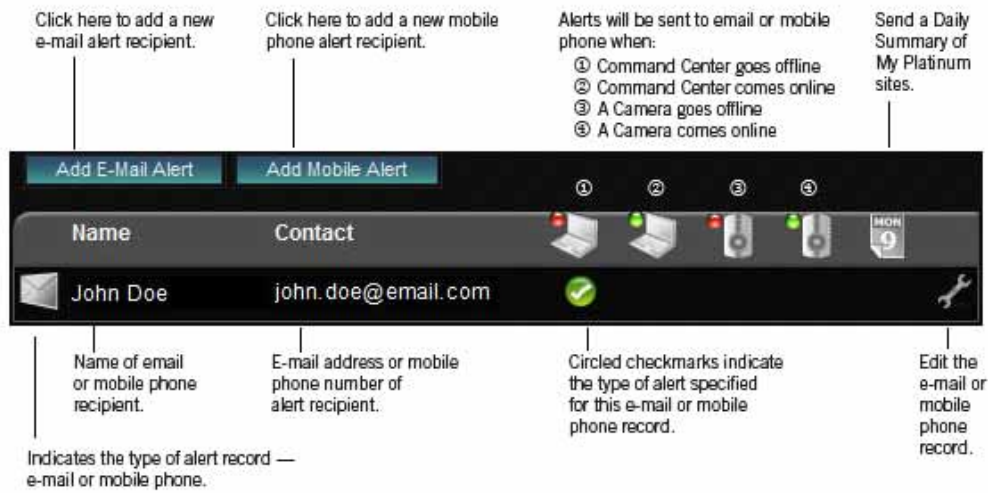 Click here to add a new
e-mail alert recipient.
Click here to add a new mobile
phone alert recipient.
Alerts will be sent to email or mobile
phone when:
① Command Center goes offline
② Command Center comes online
③ A Camera goes offline
④ A Camera comes online
Send a Daily
Summary of
My Platinum
sites.
Add E-Mail Alert
Add Mobile Alert
① ② ③ ④
Name Contact MON 9
John Doe john.doe@email.com
Name of email
or mobile phone
recipient.
E-mail address or mobile
phone number of
alert recipient.
Circled checkmarks indicate
the type of alert specified
for this e-mail or mobile
phone record.
Edit the
e-mail or
mobile
phone
record.
Indicates the type of alert record —
e-mail or mobile phone.